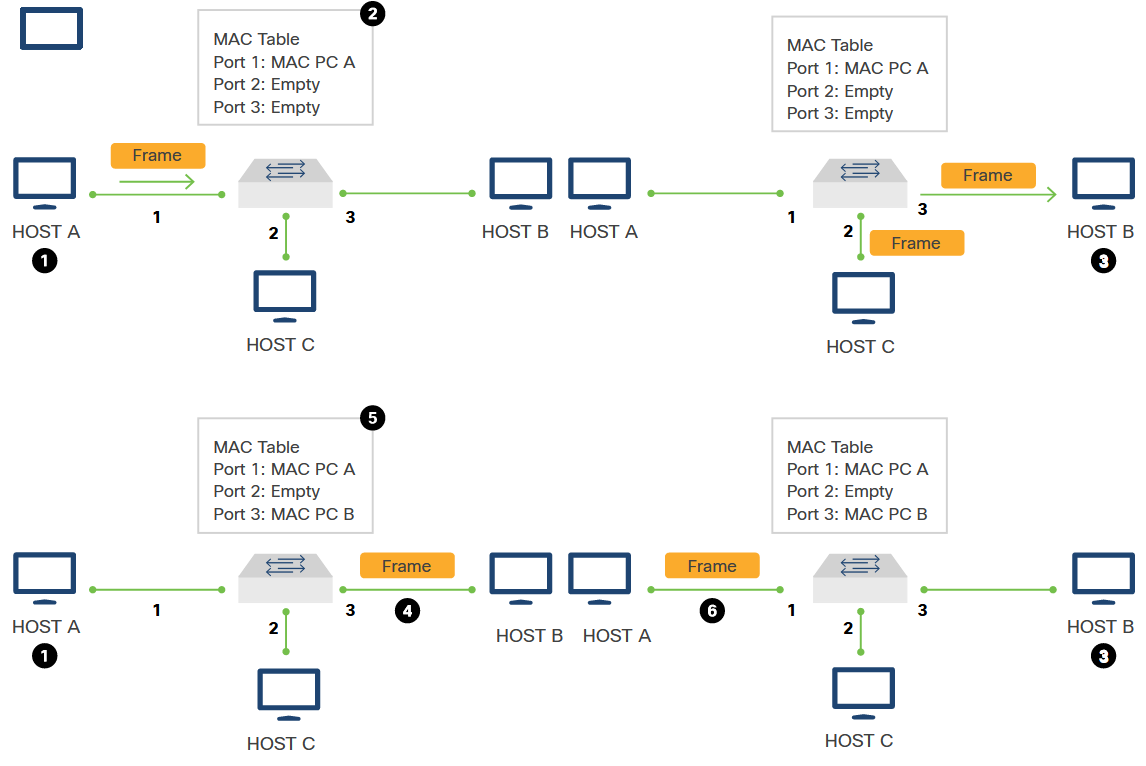 2
MAC Table
Port 1: MAC PC A
Port 2: Empty
Port 3: Empty
MAC Table
Port 1: MAC PC A
Port 2: Empty
Port 3: Empty
Frame
1
3
2
HOST A
1
HOST B
HOST C
Frame
1
3
2
Frame
HOST A
HOST B
3
HOST C
5
MAC Table
Port 1: MAC PC A
Port 2: Empty
Port 3: MAC PC B
MAC Table
Port 1: MAC PC A
Port 2: Empty
Port 3: MAC PC B
Frame
1
3
4
2
HOST A
1
HOST B
HOST C
Frame
6
1
3
2
HOST A
HOST B
3
HOST C